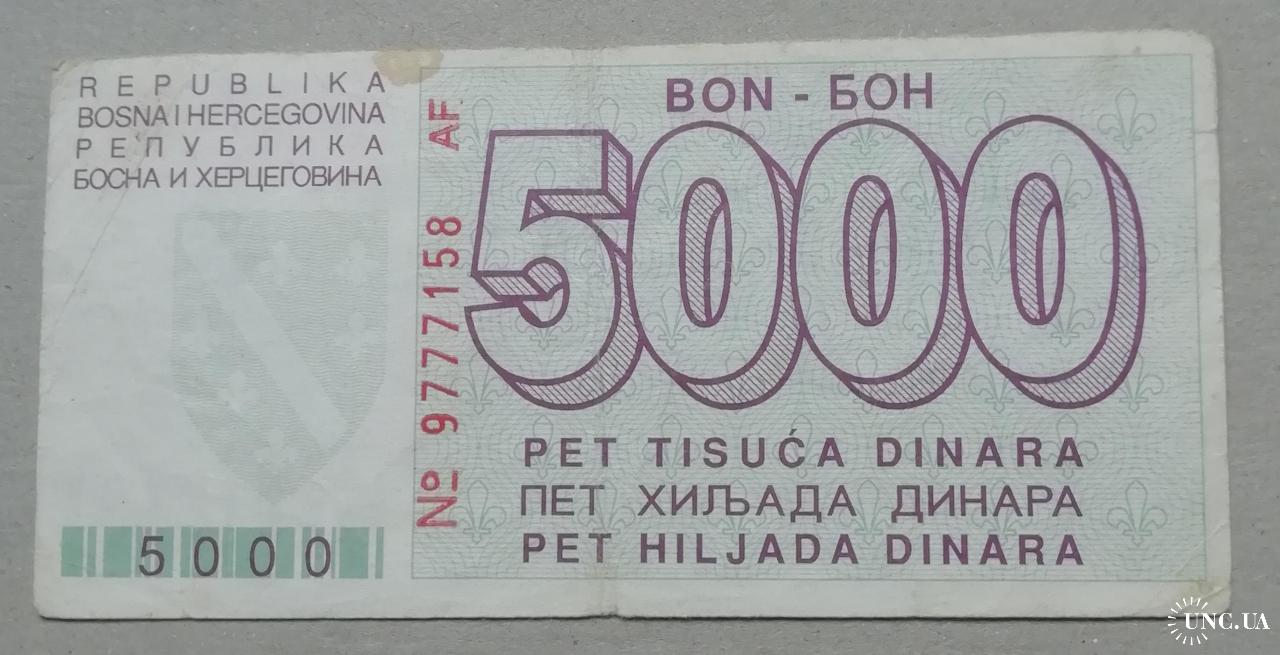 REPUBLIKA
BOSNA I HERCEGOVINA
РЕПУБЛИКА
БОСНА И ХЕРЦЕГОВИНА
5000
№ 9777158 AF
BON - БОН
5000
PET TISUĆA DINARA
ПЕТ ХИЉАДА ДИНАРА
PET HILJADA DINARA
UNC.UA